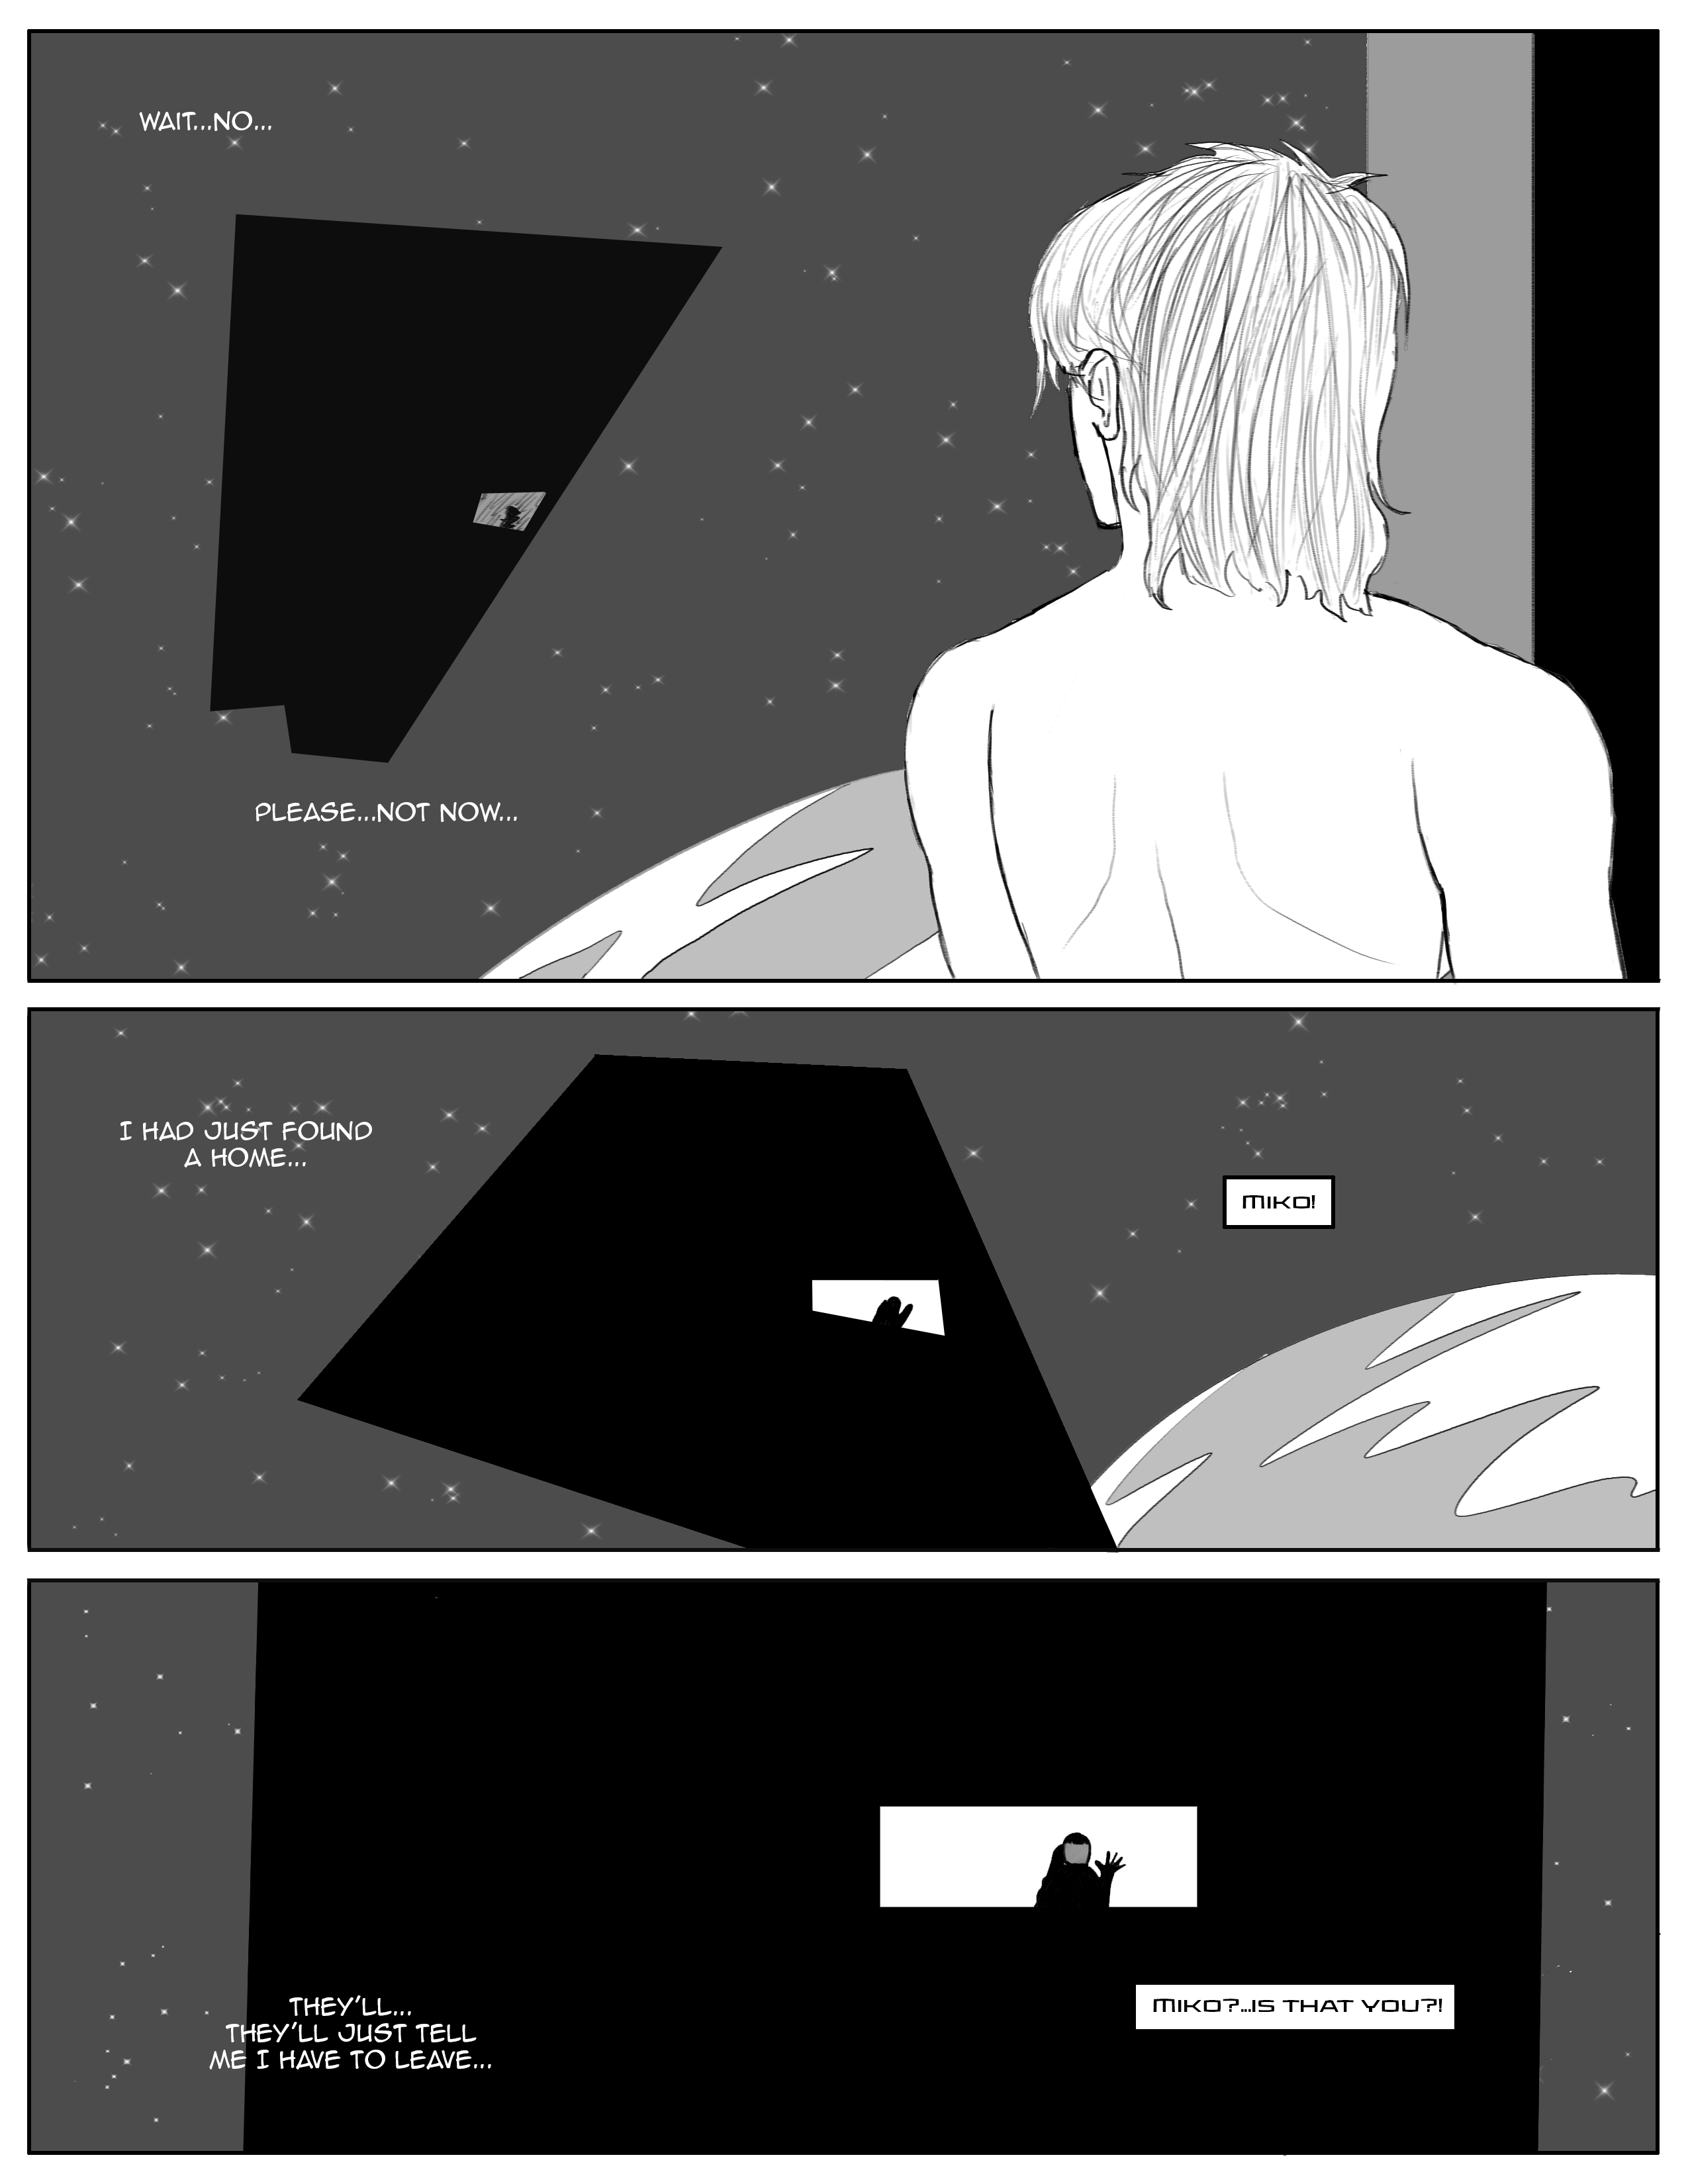 WAIT...NO...
PLEASE...NOT NOW...
I HAD JUST FOUND
A HOME...
MIKO!
MIKO?...IS THAT YOU?!
THEY'LL...
THEY'LL JUST TELL
ME I HAVE TO LEAVE...